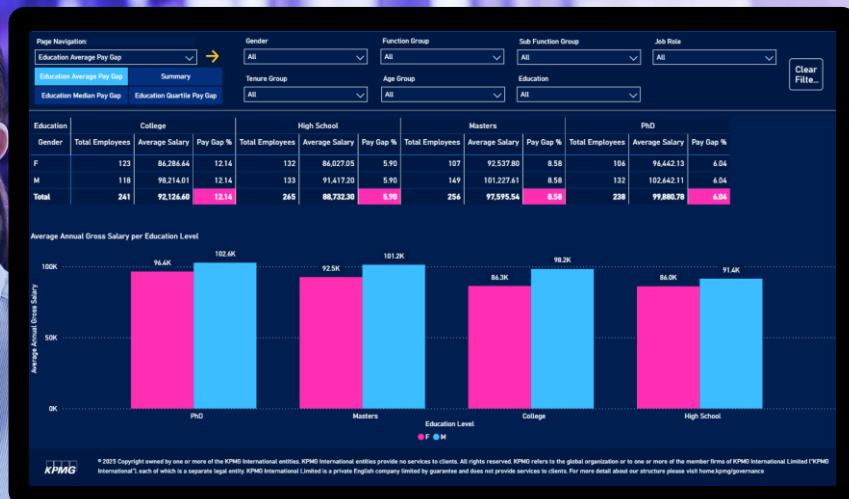 Page Navigation:
Education Average Pay Gap
Education Average Pay Gap
Summary
Education Median Pay Gap
Education Quartile Pay Gap
Gender
All
Function Group
All
Sub Function Group
All
Job Role
All
Tenure Group
All
Age Group
All
Education
All
Clear
Filte...
Education College High School Masters PhD
Gender Total Employees Average Salary Pay Gap % Total Employees Average Salary Pay Gap % Total Employees Average Salary Pay Gap % Total Employees Average Salary Pay Gap %
F 123 86,286.64 12.14 132 86,027.05 5.90 107 92,537.80 8.58 106 96,442.13 6.04
M 118 98,214.01 12.14 133 91,417.20 5.90 149 101,227.61 8.58 132 102,642.11 6.04
Total 241 92,126.60 12.14 265 88,732.30 5.90 256 97,595.54 8.58 238 99,880.78 6.04
Average Annual Gross Salary per Education Level
Average Annual Gross Salary
100K
50K
0K
96.4K
102.6K
92.5K
101.2K
86.3K
98.2K
86.0K
91.4K
PhD
Masters
College
High School
Education Level
F M
KPMG
© 2025 Copyright owned by one or more of the KPMG International entities. KPMG International entities provide no services to clients. All rights reserved. KPMG refers to the global organization or to one or more of the member firms of KPMG International Limited ("KPMG
International"), each of which is a separate legal entity. KPMG International Limited is a private English company limited by guarantee and does not provide services to clients. For more detail about our structure please visit home.kpmg/governance